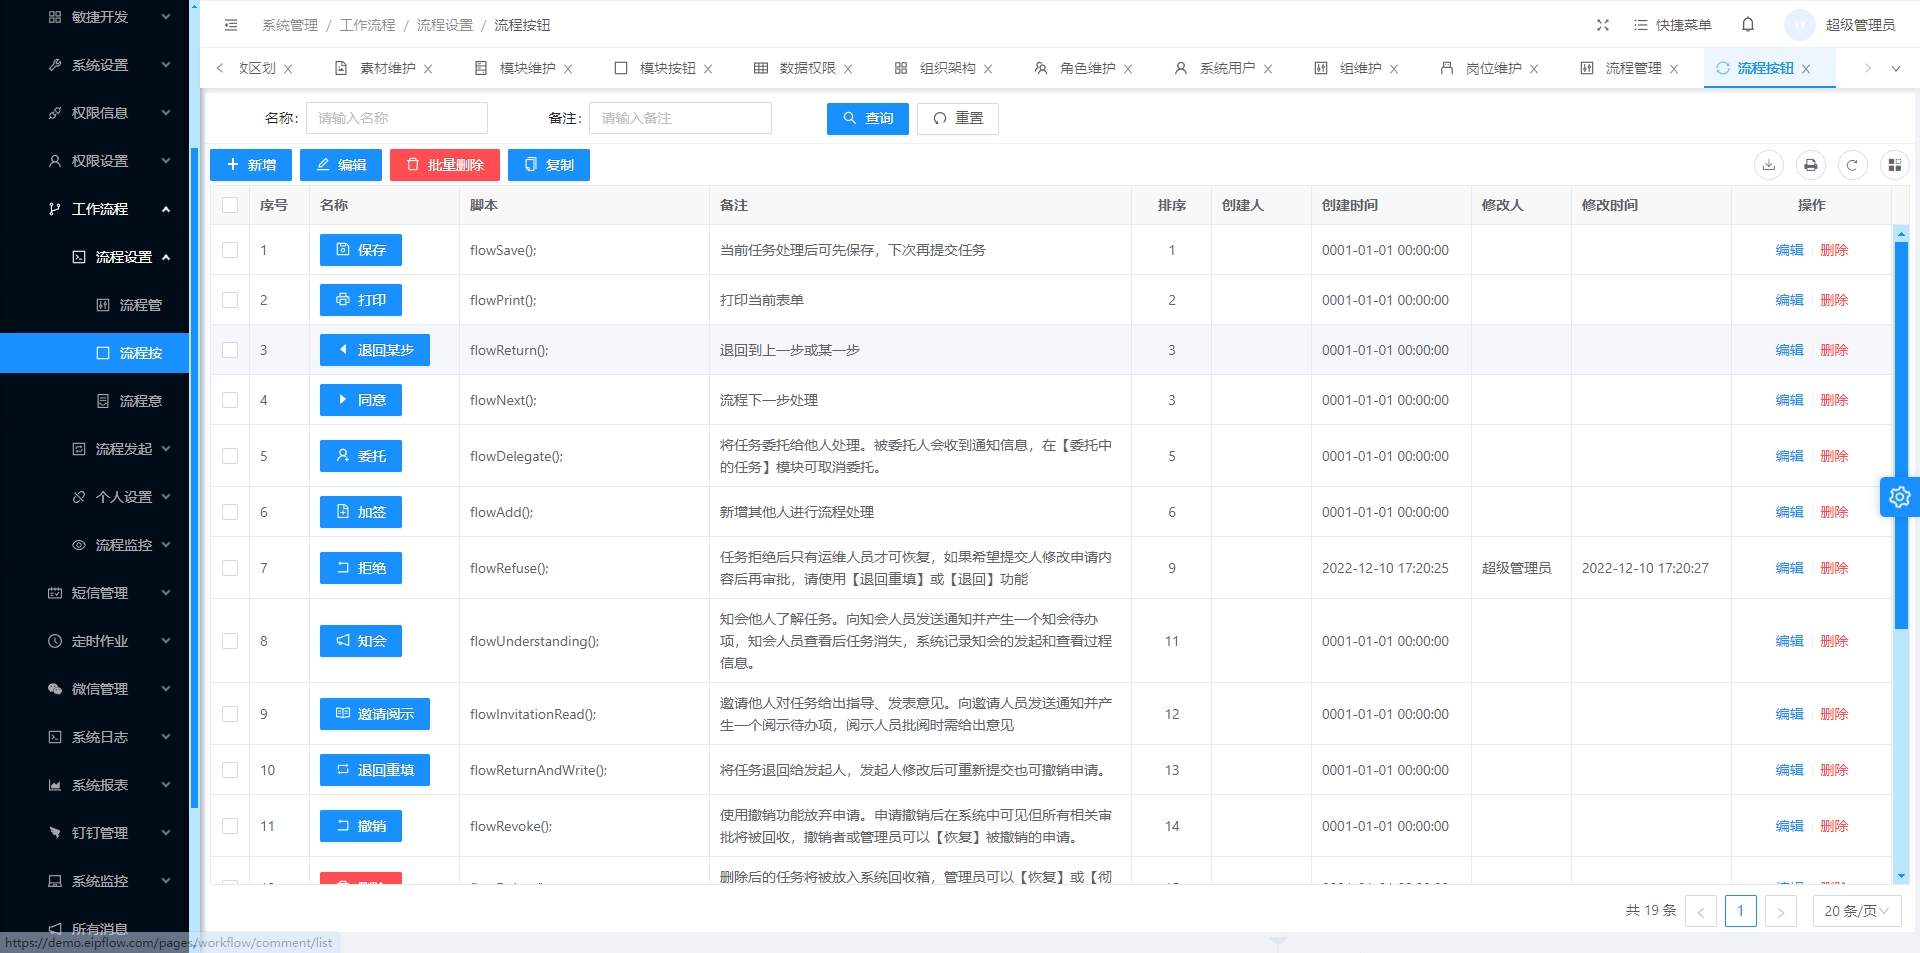 敏捷开发
系统设置
权限信息
权限设置
工作流程
流程设置
流程管
流程按
流程意
流程发起
个人设置
流程监控
短信管理
定时作业
微信管理
系统日志
系统报表
钉钉管理
系统监控
所有消息
https://demo.eipflow.com/pages/workflow/comment/list
系统管理 / 工作流程 / 流程设置 / 流程按钮
快捷菜单 超级管理员
区划 素材维护 模块维护 模块按钮 数据权限 组织架构 角色维护 系统用户 组维护 岗位维护 流程管理 流程按钮
名称: 请输入名称 备注: 请输入备注 查询 重置
新增 编辑 批量删除 复制
序号 名称 脚本 备注 排序 创建人 创建时间 修改人 修改时间 操作
1 保存 flowSave(); 当前任务处理后可先保存，下次再提交任务 1 0001-01-01 00:00:00 编辑 删除
2 打印 flowPrint(); 打印当前表单 2 0001-01-01 00:00:00 编辑 删除
3 退回某步 flowReturn(); 退回到上一步或某一步 3 0001-01-01 00:00:00 编辑 删除
4 同意 flowNext(); 流程下一步处理 3 0001-01-01 00:00:00 编辑 删除
5 委托 flowDelegate(); 将任务委托给他人处理。被委托人会收到通知信息，在【委托中
的任务】模块可取消委托。 5 0001-01-01 00:00:00 编辑 删除
6 加签 flowAdd(); 新增其他人进行流程处理 6 0001-01-01 00:00:00 编辑 删除
7 拒绝 flowRefuse(); 任务拒绝后只有运维人员才可恢复，如果希望提交人修改申请内
容后再审批，请使用【退回重填】或【退回】功能 9 2022-12-10 17:20:25 超级管理员 2022-12-10 17:20:27 编辑 删除
8 知会 flowUnderstanding(); 知会他人了解任务。向知会人员发送通知并产生一个知会待办
项，知会人员查看后任务消失，系统记录知会的发起和查看过程
信息。 11 0001-01-01 00:00:00 编辑 删除
9 邀请阅示 flowInvitationRead(); 邀请他人对任务给出指导、发表意见。向邀请人员发送通知并产
生一个阅示待办项，阅示人员批阅时需给出意见 12 0001-01-01 00:00:00 编辑 删除
10 退回重填 flowReturnAndWrite(); 将任务退回给发起人，发起人修改后可重新提交也可撤销申请。 13 0001-01-01 00:00:00 编辑 删除
11 撤销 flowRevoke(); 使用撤销功能放弃申请。申请撤销后在系统中可见但所有相关审
批将被回收，撤销者或管理员可以【恢复】被撤销的申请。 14 0001-01-01 00:00:00 编辑 删除
删除后的任务将被放入系统回收箱，管理员可以【恢复】或【彻
共 19 条 1 20 条/页